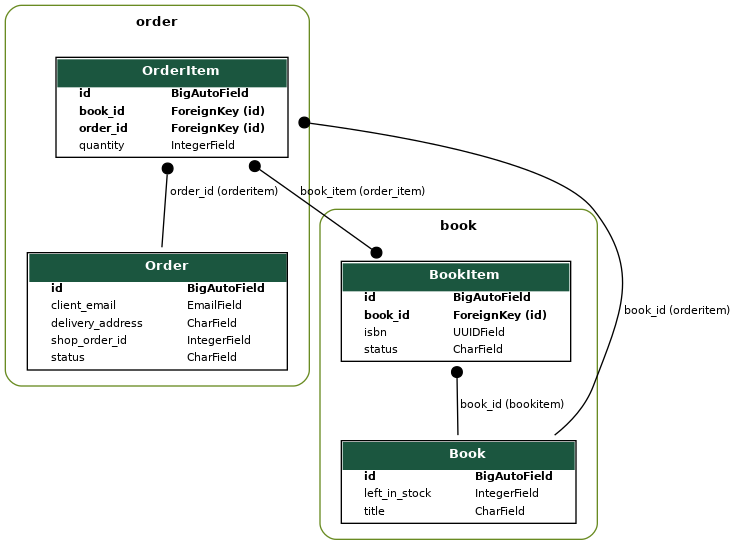 order
OrderItem
id BigAutoField
book_id ForeignKey (id)
order_id ForeignKey (id)
quantity IntegerField
order_id (orderitem)
book_item (order_item)
Order
id BigAutoField
client_email EmailField
delivery_address CharField
shop_order_id IntegerField
status CharField
book
BookItem
id BigAutoField
book_id ForeignKey (id)
isbn UUIDField
status CharField
book_id (orderitem)
book_id (bookitem)
Book
id BigAutoField
left_in_stock IntegerField
title CharField